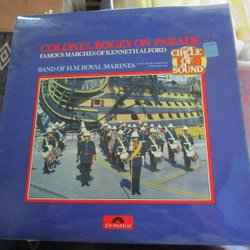 COLONEL BOGEY ON PARADE
FAMOUS MARCHES OF KENNETH ALFORD
BAND OF H.M. ROYAL MARINES
CIRCLE
OF
SOUND
Polydor